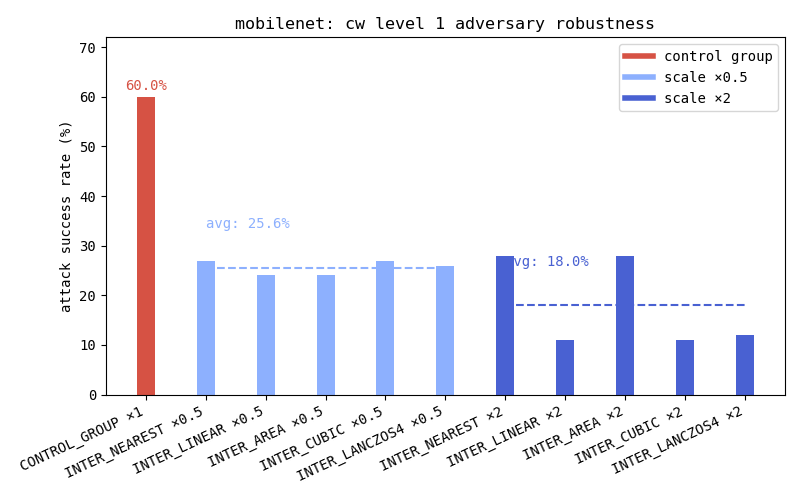 mobilenet: cw level 1 adversary robustness
attack success rate (%)
70
60
50
40
30
20
10
0
control group
scale ×0.5
scale ×2
60.0%
avg: 25.6%
vg: 18.0%
CONTROL_GROUP ×1
INTER_NEAREST ×0.5
INTER_LINEAR ×0.5
INTER_AREA ×0.5
INTER_CUBIC ×0.5
INTER_LANCZOS4 ×0.5
INTER_NEAREST ×2
INTER_LINEAR ×2
INTER_AREA ×2
INTER_CUBIC ×2
INTER_LANCZOS4 ×2